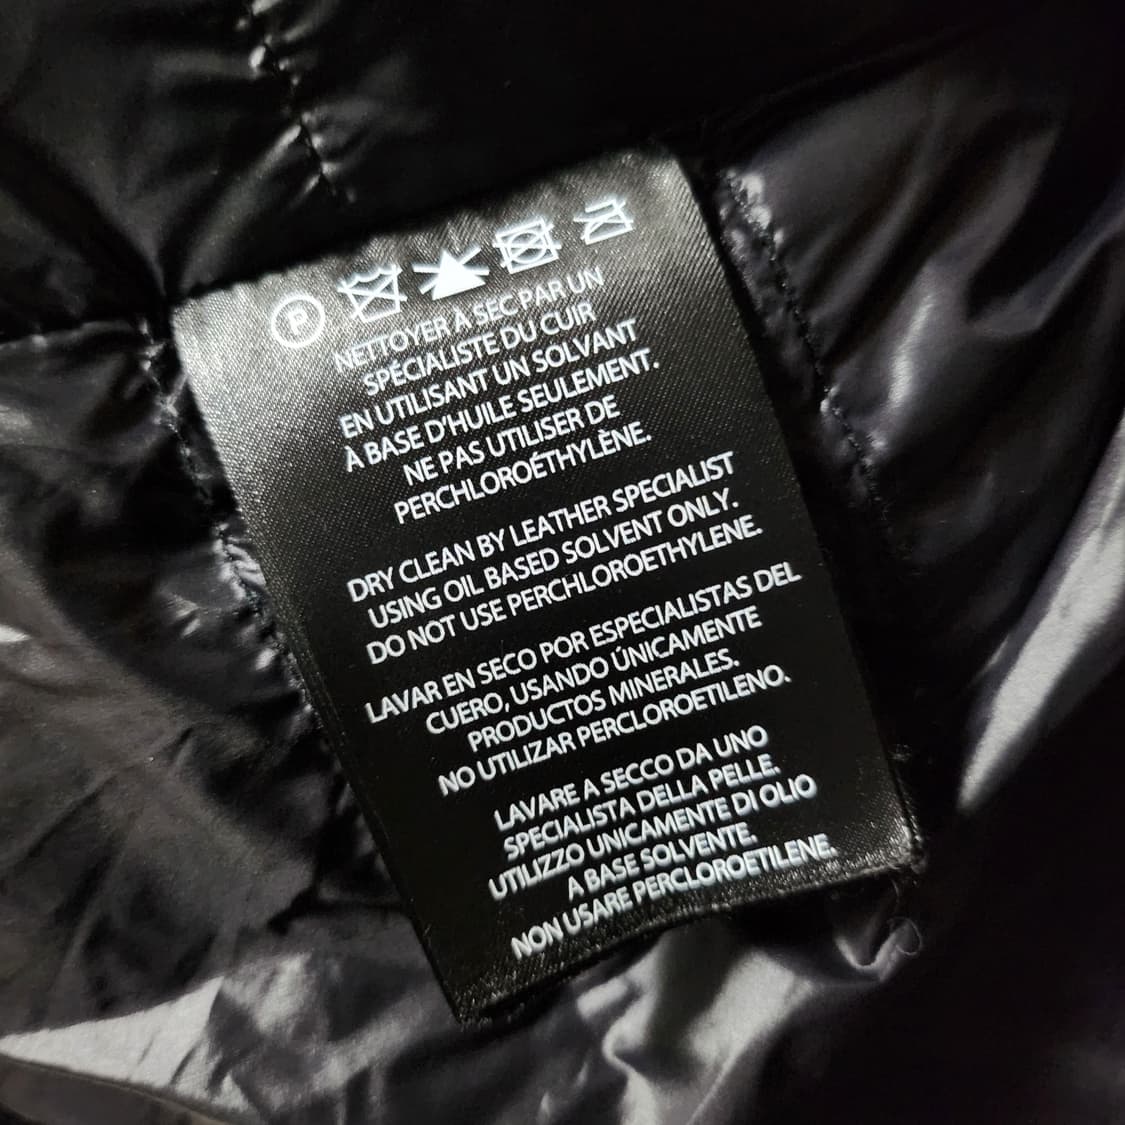 P
NETTOYER À SEC PAR UN
SPÉCIALISTE DU CUIR
EN UTILISANT UN SOLVANT
À BASE D'HUILE SEULEMENT.
NE PAS UTILISER DE
PERCHLOROÉTHYLÈNE.
DRY CLEAN BY LEATHER SPECIALIST
USING OIL BASED SOLVENT ONLY.
DO NOT USE PERCHLOROETHYLENE.
LAVAR EN SECO POR ESPECIALISTAS DEL
CUERO, USANDO ÚNICAMENTE
PRODUCTOS MINERALES.
NO UTILIZAR PERCLOROETILENO.
LAVARE A SECCO DA UNO
SPECIALISTA DELLA PELLE.
UTILIZZO UNICAMENTE DI OLIO
A BASE SOLVENTE.
NON USARE PERCLOROETILENE.